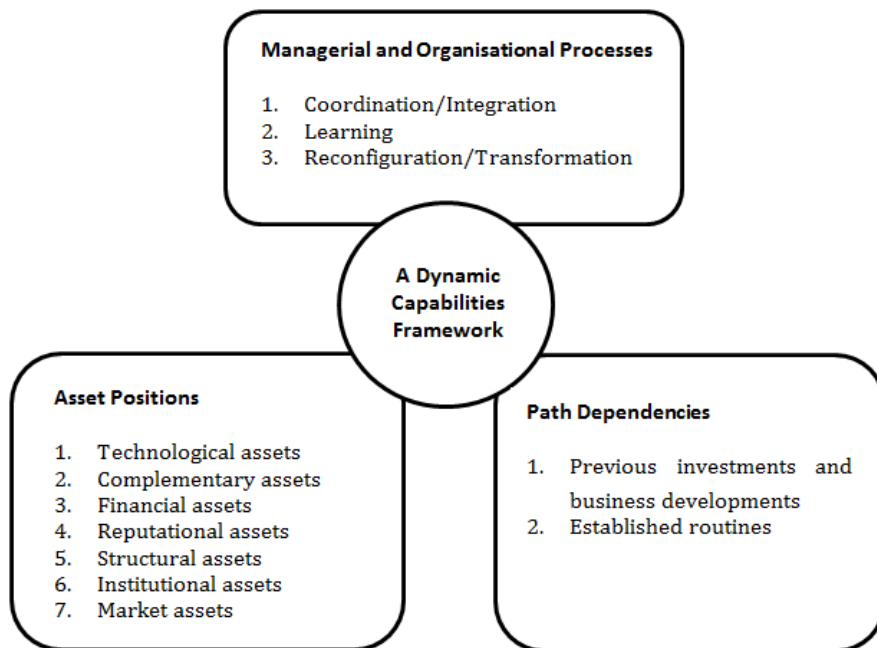 Managerial and Organisational Processes
1. Coordination/Integration
2. Learning
3. Reconfiguration/Transformation
A Dynamic
Capabilities
Framework
Asset Positions
1. Technological assets
2. Complementary assets
3. Financial assets
4. Reputational assets
5. Structural assets
6. Institutional assets
7. Market assets
Path Dependencies
1. Previous investments and
business developments
2. Established routines